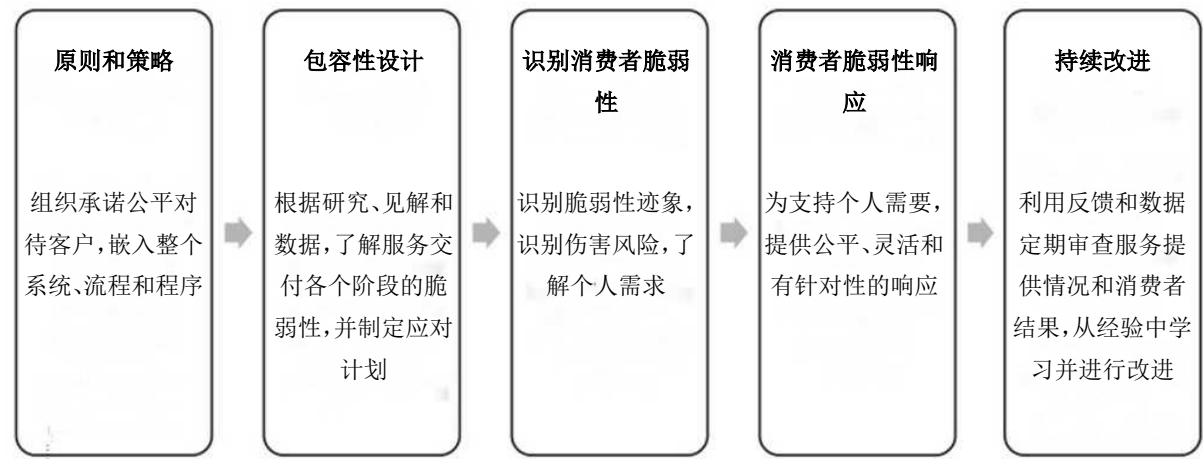 原则和策略
组织承诺公平对
待客户，嵌入整个
系统、流程和程序
包容性设计
根据研究、见解和
数据，了解服务交
付各个阶段的脆
弱性，并制定应对
计划
识别消费者脆弱
性
识别脆弱性迹象，
识别伤害风险，了
解个人需求
消费者脆弱性响
应
为支持个人需要，
提供公平、灵活和
有针对性的响应
持续改进
利用反馈和数据
定期审查服务提
供情况和消费者
结果，从经验中学
习并进行改进